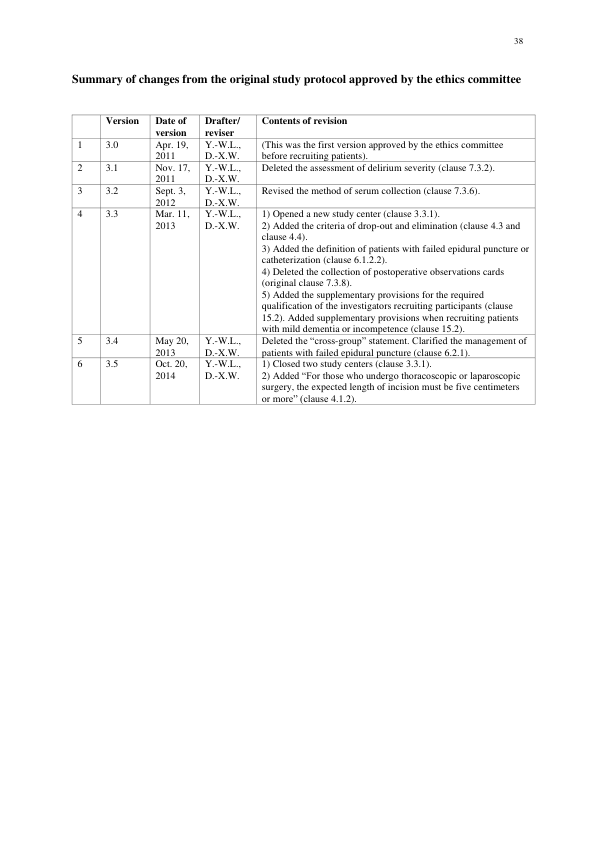 38
Summary of changes from the original study protocol approved by the ethics committee
Version
Date of
version
Drafter/
reviser
Contents of revision
1
3.0
Apr. 19,
2011
Y.-W.L.,
D.-X.W.
(This was the first version approved by the ethics committee
before recruiting patients).
2
3.1
Nov. 17,
2011
Y.-W.L.,
D.-X.W.
Deleted the assessment of delirium severity (clause 7.3.2).
3
3.2
Sept. 3,
2012
Y.-W.L.,
D.-X.W.
Revised the method of serum collection (clause 7.3.6).
4
3.3
Mar. 11,
2013
Y.-W.L.,
D.-X.W.
1) Opened a new study center (clause 3.3.1).
2) Added the criteria of drop-out and elimination (clause 4.3 and
clause 4.4).
3) Added the definition of patients with failed epidural puncture or
catheterization (clause 6.1.2.2).
4) Deleted the collection of postoperative observations cards
(original clause 7.3.8).
5) Added the supplementary provisions for the required
qualification of the investigators recruiting participants (clause
15.2). Added supplementary provisions when recruiting patients
with mild dementia or incompetence (clause 15.2).
5
3.4
May 20,
2013
Y.-W.L.,
D.-X.W.
Deleted the “cross-group” statement. Clarified the management of
patients with failed epidural puncture (clause 6.2.1).
6
3.5
Oct. 20,
2014
Y.-W.L.,
D.-X.W.
1) Closed two study centers (clause 3.3.1).
2) Added “For those who undergo thoracoscopic or laparoscopic
surgery, the expected length of incision must be five centimeters
or more” (clause 4.1.2).